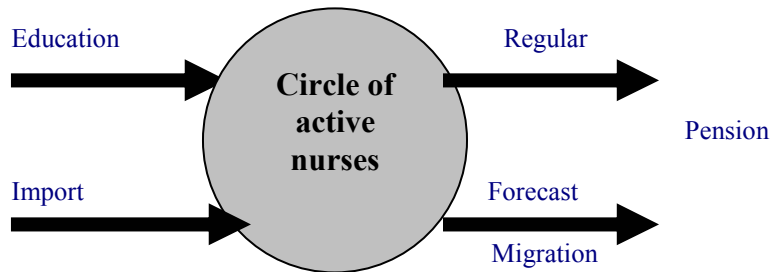 Education
Regular
Circle of
active
nurses
Pension
Import
Forecast
Migration